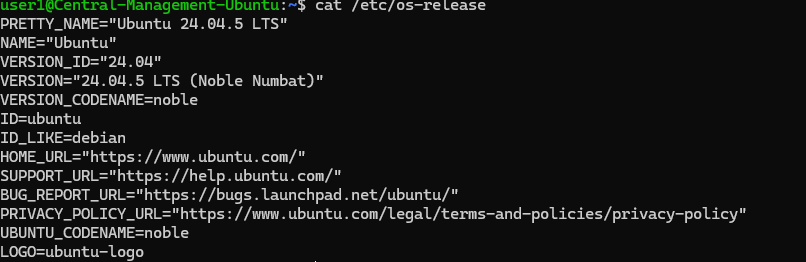 user1@Central-Management-Ubuntu:~$ cat /etc/os-release
PRETTY_NAME="Ubuntu 24.04.5 LTS"
NAME="Ubuntu"
VERSION_ID="24.04"
VERSION="24.04.5 LTS (Noble Numbat)"
VERSION_CODENAME=noble
ID=ubuntu
ID_LIKE=debian
HOME_URL="https://www.ubuntu.com/"
SUPPORT_URL="https://help.ubuntu.com/"
BUG_REPORT_URL="https://bugs.launchpad.net/ubuntu/"
PRIVACY_POLICY_URL="https://www.ubuntu.com/legal/terms-and-policies/privacy-policy"
UBUNTU_CODENAME=noble
LOGO=ubuntu-logo